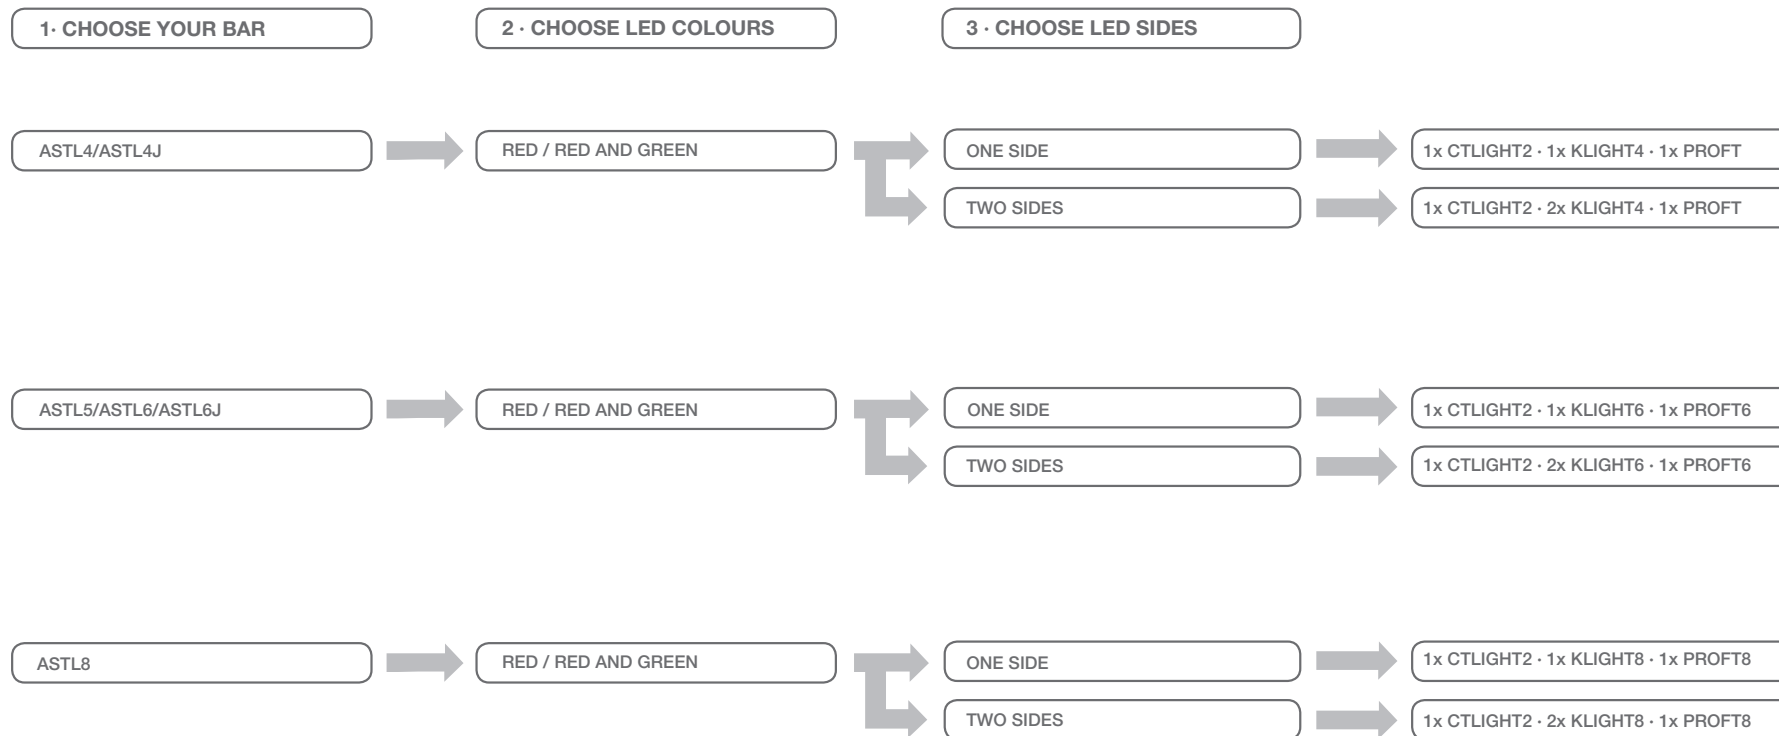 1· CHOOSE YOUR BAR
2 · CHOOSE LED COLOURS
3 · CHOOSE LED SIDES
ASTL4/ASTL4J
RED / RED AND GREEN
ONE SIDE
1x CTLIGHT2 · 1x KLIGHT4 · 1x PROFT
TWO SIDES
1x CTLIGHT2 · 2x KLIGHT4 · 1x PROFT
ASTL5/ASTL6/ASTL6J
RED / RED AND GREEN
ONE SIDE
1x CTLIGHT2 · 1x KLIGHT6 · 1x PROFT6
TWO SIDES
1x CTLIGHT2 · 2x KLIGHT6 · 1x PROFT6
ASTL8
RED / RED AND GREEN
ONE SIDE
1x CTLIGHT2 · 1x KLIGHT8 · 1x PROFT8
TWO SIDES
1x CTLIGHT2 · 2x KLIGHT8 · 1x PROFT8